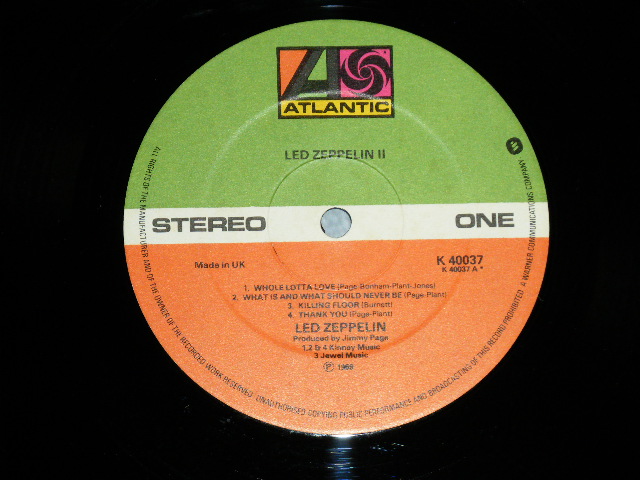 ATLANTIC
LED ZEPPELIN II
STEREO
ONE
Made in UK
K 40037
K 40037 A*
1. WHOLE LOTTA LOVE (Page-Bonham-Plant-Jones)
2. WHAT IS AND WHAT SHOULD NEVER BE (Page-Plant)
3. KILLING FLOOR (Burnett)
4. THANK YOU (Page-Plant)
LED ZEPPELIN
Produced by Jimmy Page
1,2 & 4 Kinney Music
3 Jewel Music
℗ 1969
ALL RIGHTS OF THE MANUFACTURER AND OF THE OWNER OF THE RECORDED WORK RESERVED. UNAUTHORISED COPYING PUBLIC PERFORMANCE AND BROADCASTING OF THIS RECORD PROHIBITED. A WARNER COMMUNICATIONS COMPANY